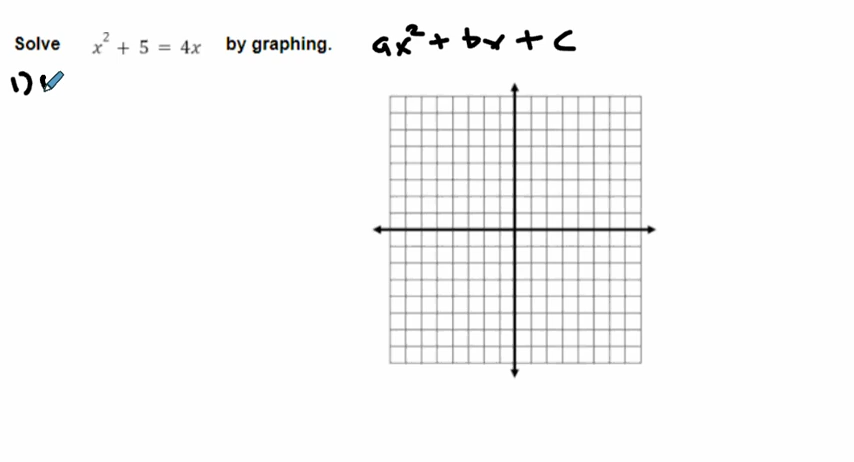 Solve x² + 5 = 4x by graphing. ax² + bx + c
1)